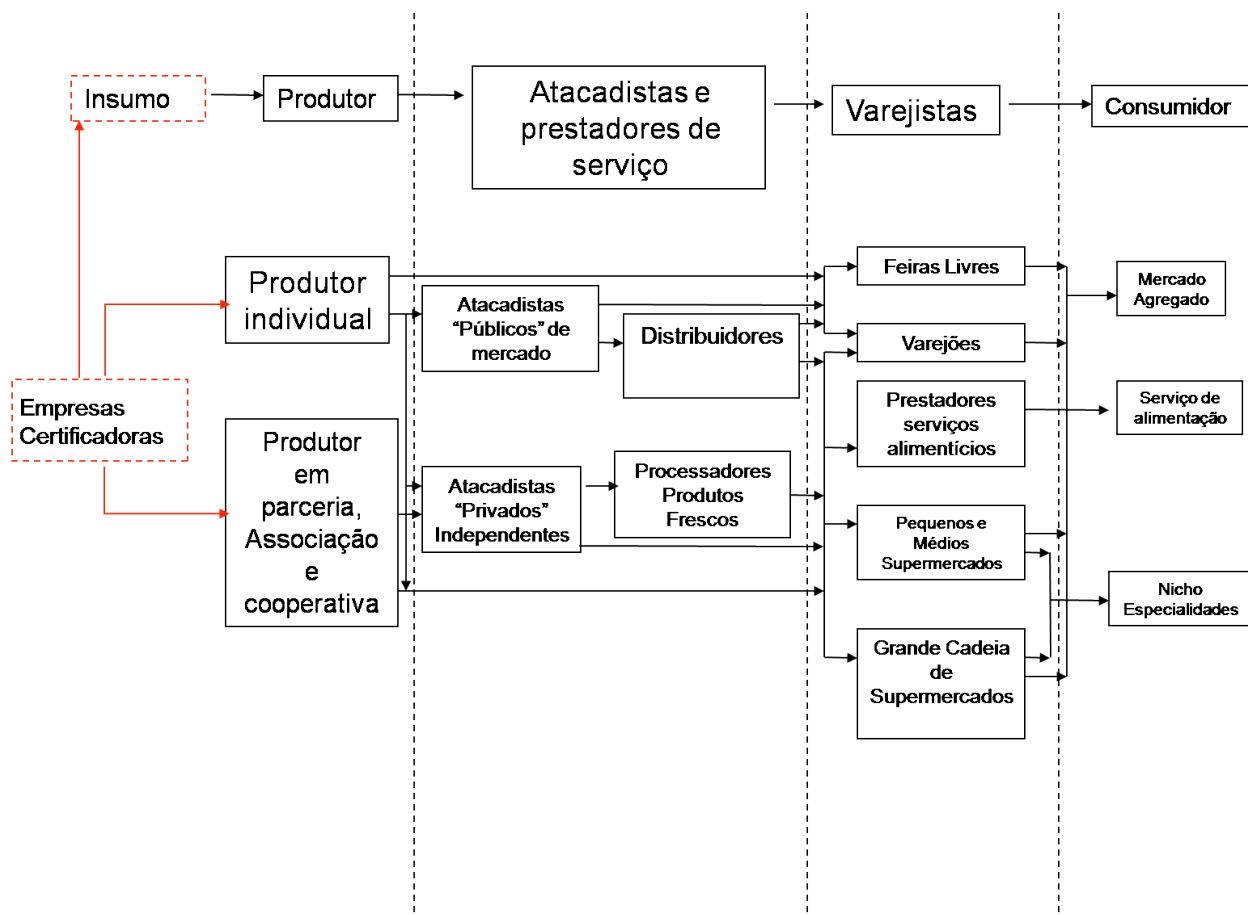 Insumo
Produtor
Atacadistas e
prestadores de
serviço
Varejistas
Consumidor
Produtor
individual
Atacadistas
“Públicos” de
mercado
Distribuidores
Feiras Livres
Varejões
Mercado
Agregado
Empresas
Certificadoras
Prestadores
serviços
alimentícios
Serviço de
alimentação
Produtor
em
parceria,
Associação
e
cooperativa
Atacadistas
“Privados”
Independentes
Processadores
Produtos
Frescos
Pequenos e
Médios
Supermercados
Nicho
Especialidades
Grande Cadeia
de
Supermercados